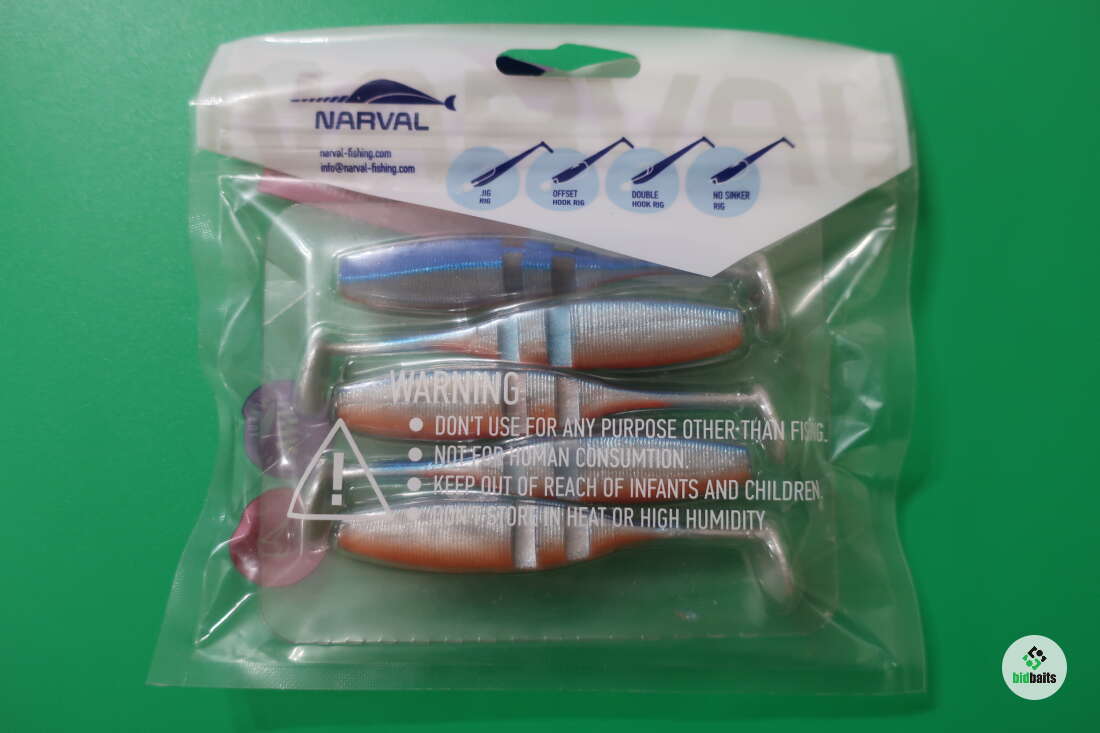 NARVAL
narval-fishing.com
info@narval-fishing.com
JIG
RIG
OFFSET
HOOK RIG
DOUBLE
HOOK RIG
NO SINKER
RIG
WARNING
DON'T USE FOR ANY PURPOSE OTHER THAN FISING.
NOT FOR HUMAN CONSUMTION.
KEEP OUT OF REACH OF INFANTS AND CHILDREN.
DON'T STORE IN HEAT OR HIGH HUMIDITY.
bidbaits